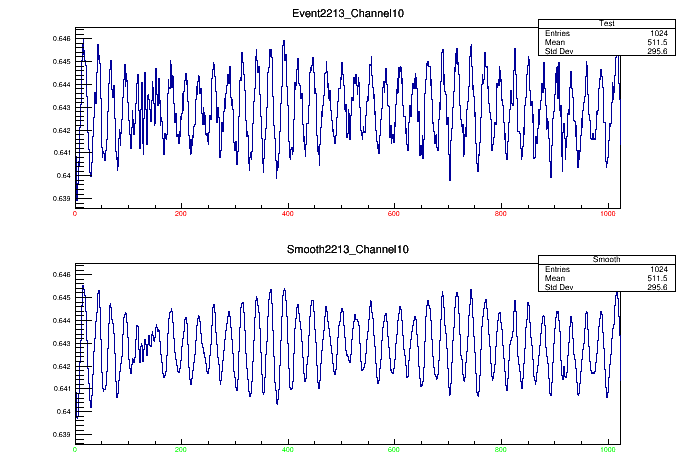 Event2213_Channel10
Test
Entries 1024
Mean 511.5
Std Dev 295.6
0.646
0.645
0.644
0.643
0.642
0.641
0.64
0.639
0 200 400 600 800 1000
Smooth2213_Channel10
Smooth
Entries 1024
Mean 511.5
Std Dev 295.6
0.646
0.645
0.644
0.643
0.642
0.641
0.64
0.639
0 200 400 600 800 1000